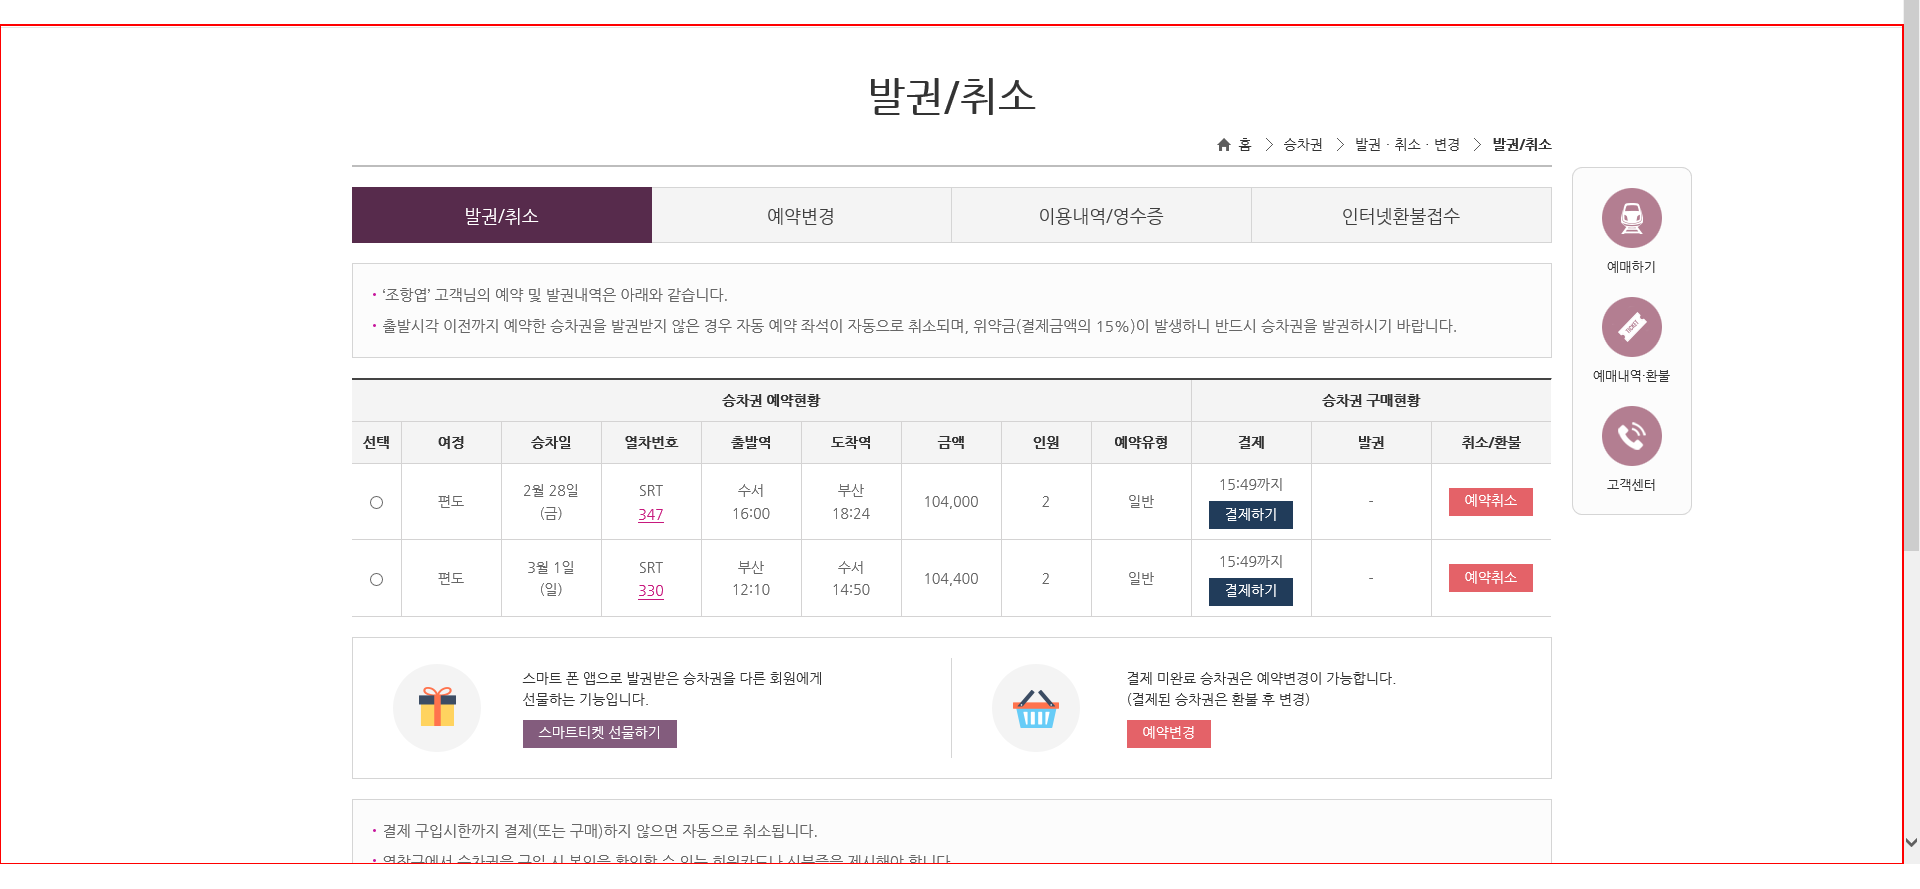 발권/취소
홈 > 승차권 > 발권 · 취소 · 변경 > 발권/취소
발권/취소 예약변경 이용내역/영수증 인터넷환불접수
• ‘조항엽’ 고객님의 예약 및 발권내역은 아래와 같습니다.
• 출발시각 이전까지 예약한 승차권을 발권받지 않은 경우 자동 예약 좌석이 자동으로 취소되며, 위약금(결제금액의 15%)이 발생하니 반드시 승차권을 발권하시기 바랍니다.
승차권 예약현황 승차권 구매현황
선택 여경 승차일 열차번호 출발역 도착역 금액 인원 예약유형 결제 발권 취소/환불
편도 2월 28일 (금) SRT 347 수서 16:00 부산 18:24 104,000 2 일반 15:49까지 결제하기 - 예약취소
편도 3월 1일 (일) SRT 330 부산 12:10 수서 14:50 104,400 2 일반 15:49까지 결제하기 - 예약취소
스마트 폰 앱으로 발권받은 승차권을 다른 회원에게
선물하는 기능입니다.
스마트티켓 선물하기
결제 미완료 승차권은 예약변경이 가능합니다.
(결제된 승차권은 환불 후 변경)
예약변경
• 결제 구입시한까지 결제(또는 구매)하지 않으면 자동으로 취소됩니다.
예매하기
TICKET
예매내역·환불
고객센터